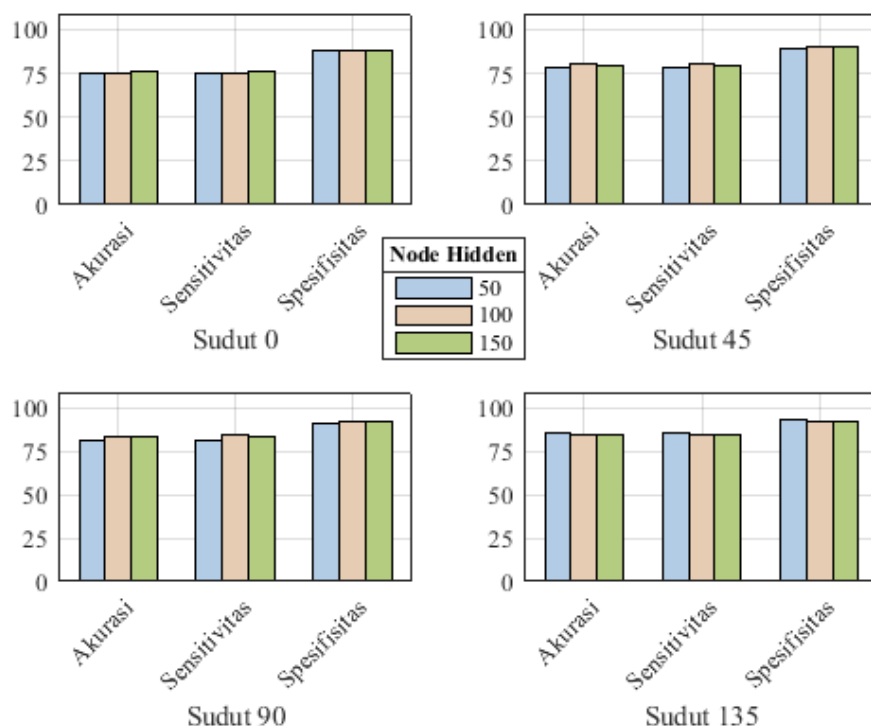 100
75
50
25
0
Akurasi
Sensitivitas
Spesifisitas
Sudut 0
100
75
50
25
0
Akurasi
Sensitivitas
Spesifisitas
Sudut 45
Node Hidden
50
100
150
100
75
50
25
0
Akurasi
Sensitivitas
Spesifisitas
Sudut 90
100
75
50
25
0
Akurasi
Sensitivitas
Spesifisitas
Sudut 135